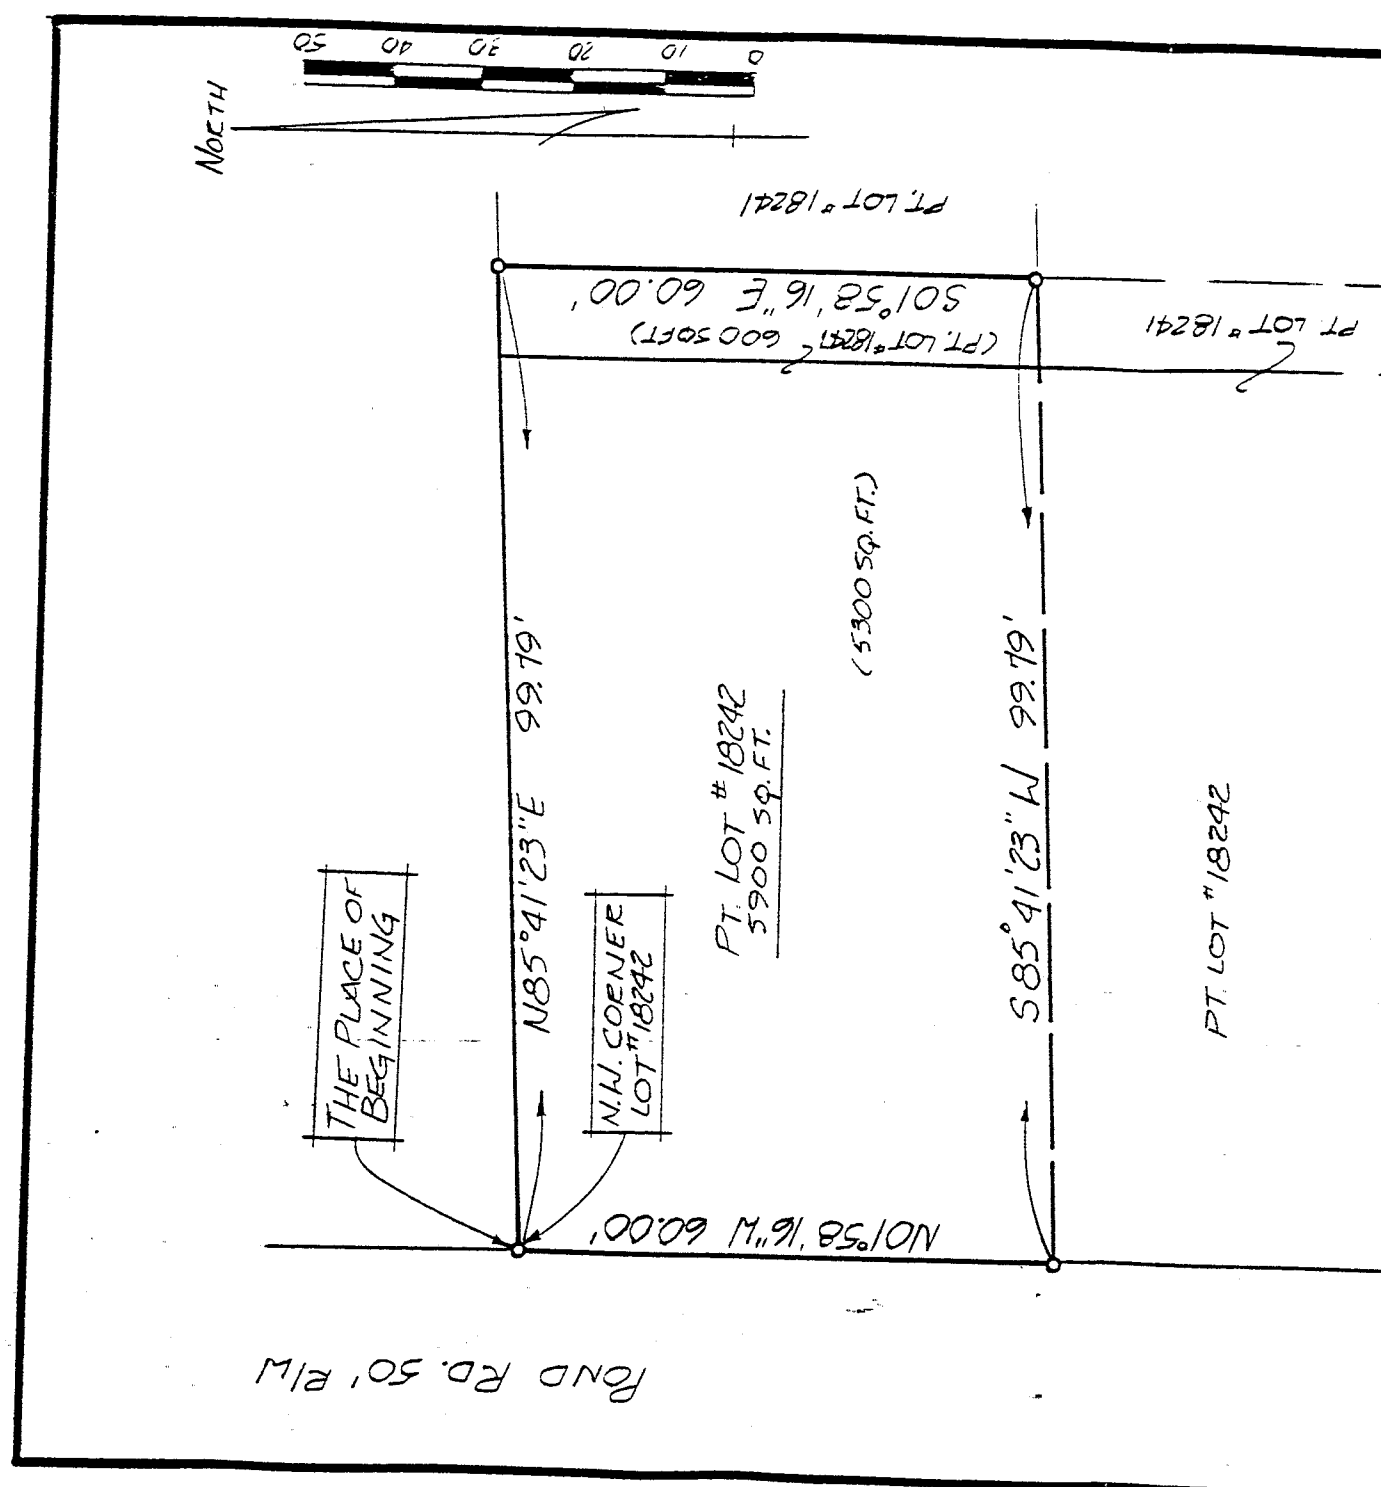 50 40 30 20 10 0
NORTH
PT. LOT #18241
S01°58'16"E 60.00'
(PT. LOT #18241 600 SQFT)
PT. LOT #18241
(5300 SQ.FT.)
N85°41'23"E 99.79'
S85°41'23"W 99.79'
PT. LOT #18242
5900 SQ.FT.
PT. LOT #18242
THE PLACE OF
BEGINNING
N.W. CORNER
LOT #18242
N01°58'16"W 60.00'
POND RD. 50' R/W